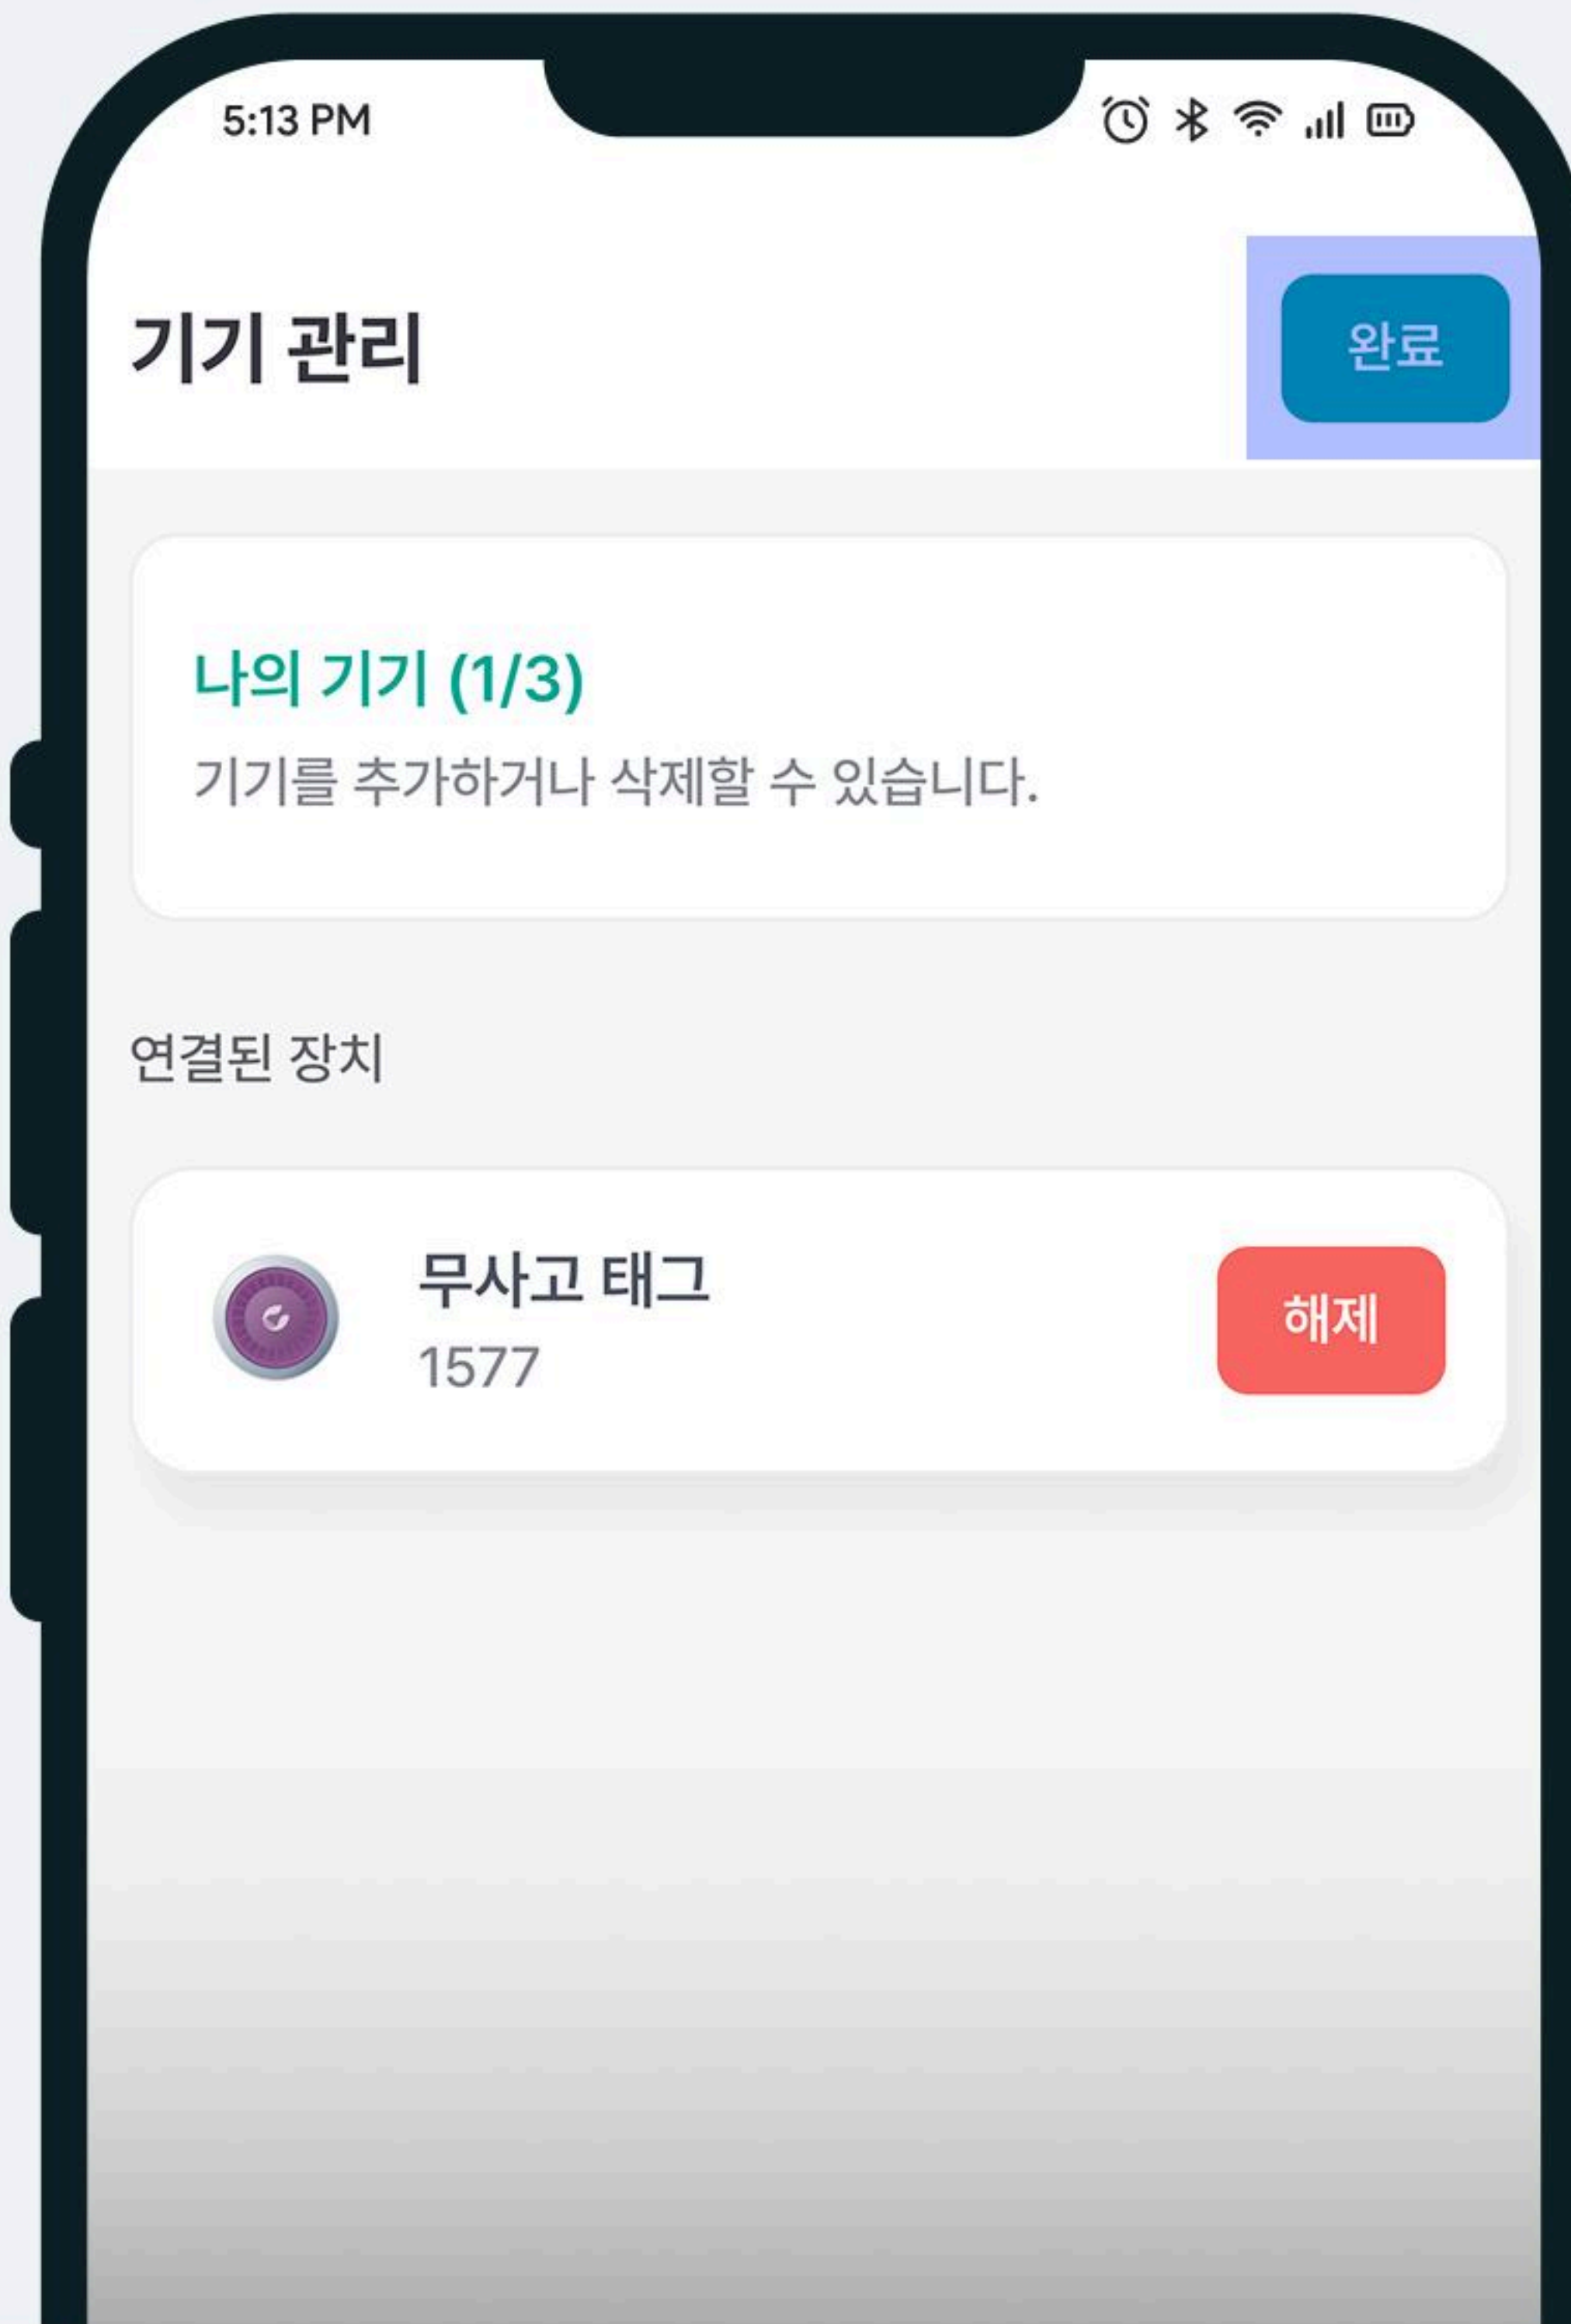 5:13 PM
기기 관리
완료
나의 기기 (1/3)
기기를 추가하거나 삭제할 수 있습니다.
연결된 장치
무사고 태그
1577
해제